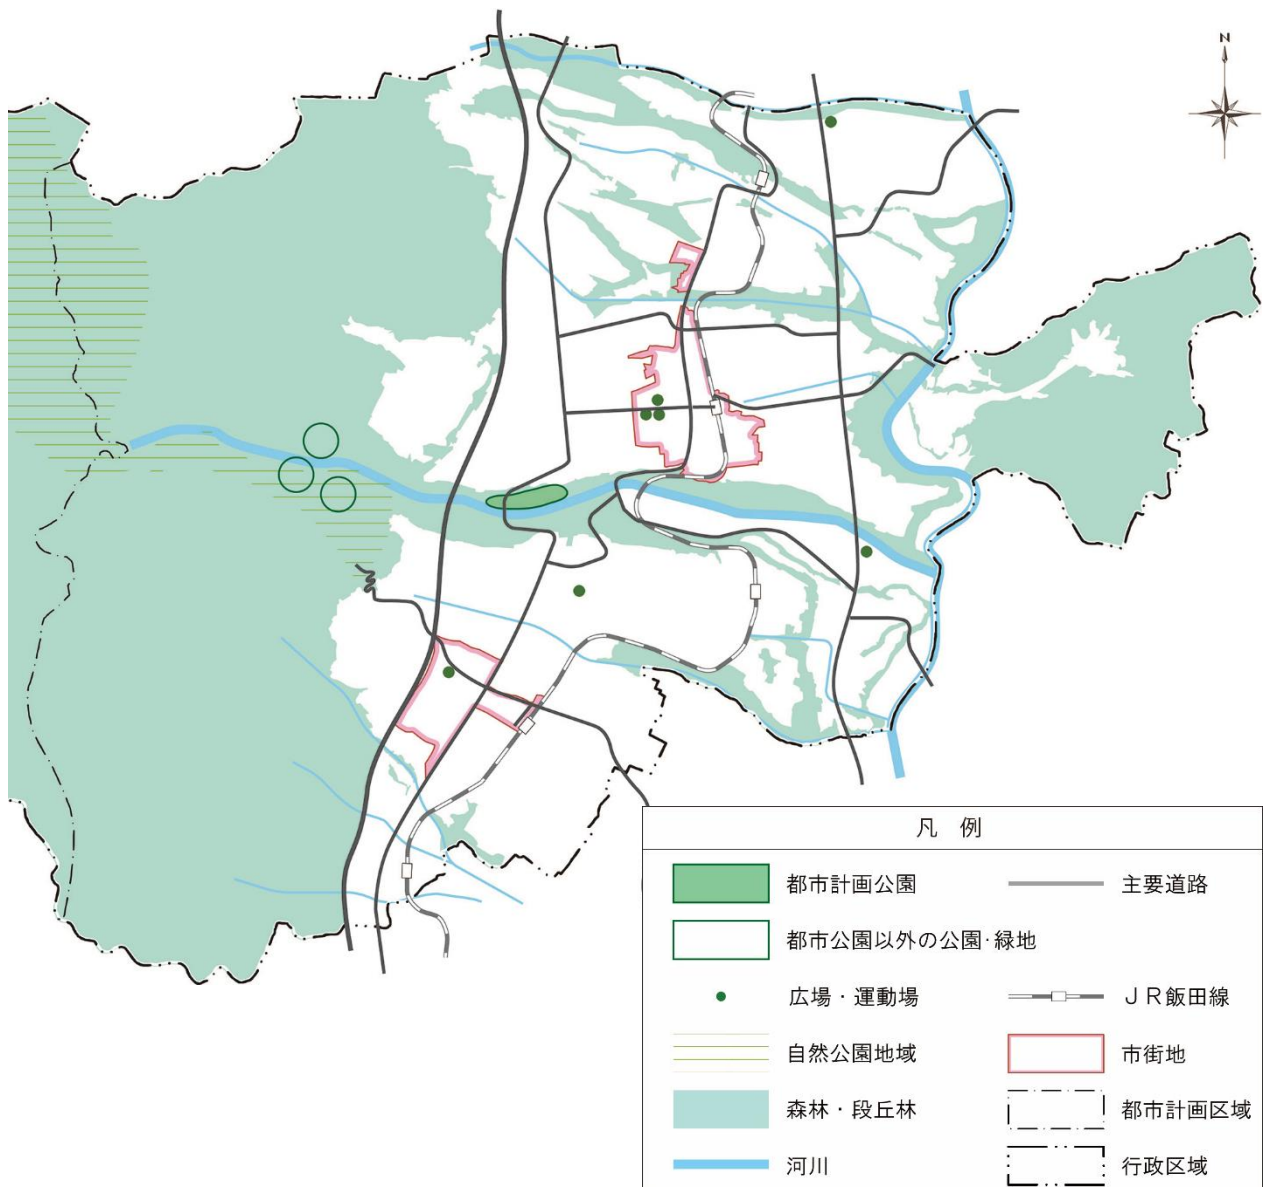 N
凡 例
都市計画公園
主要道路
都市公園以外の公園・緑地
広場・運動場
ＪＲ飯田線
自然公園地域
市街地
森林・段丘林
都市計画区域
河川
行政区域